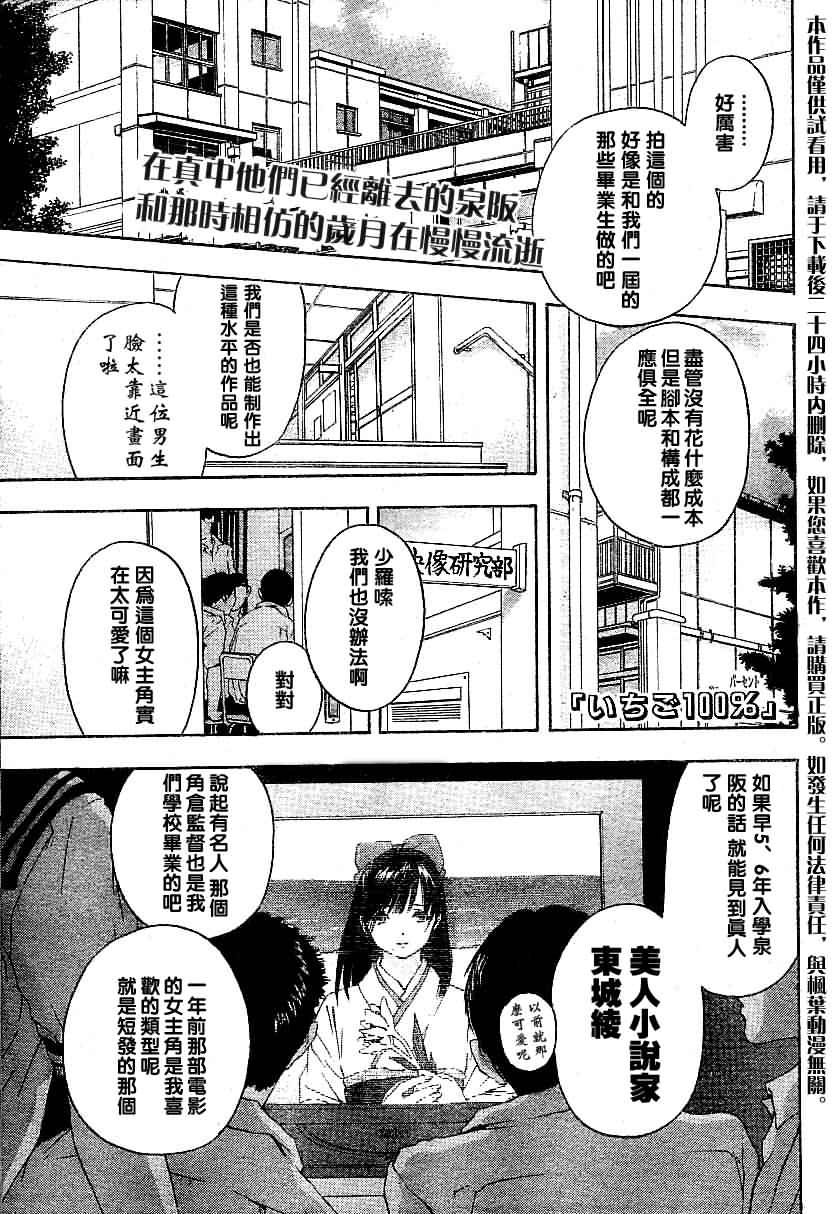 ………
好厲害
拍這個的
好像是和我們一屆的
那些畢業生做的吧
在真中他們已經離去的泉阪
和那時相仿的歲月在慢慢流逝
盡管沒有花什麼成本
但是腳本和構成都一
應俱全呢
我們是否也能制作出
這種水平的作品呢
……這位男生
臉太靠近畫面
了啦
『いちご100%』
パーセント
映像研究部
少羅嗦
我們也沒辦法啊
對對
因為這個女主角實
在太可愛了嘛
如果早5、6年入學泉
阪的話 就能見到真人
了呢
美人小說家
東城綾
以前就那
麼可愛呢
說起有名人 那個
角倉監督也是我
們學校畢業的吧
一年前那部電影
的女主角是我喜
歡的類型呢
就是短發的那個
本作品僅供試看用，請于下載後二十四小時內刪除，如果您喜歡本作，請購買正版。如發生任何法律責任，與楓葉動漫無關。